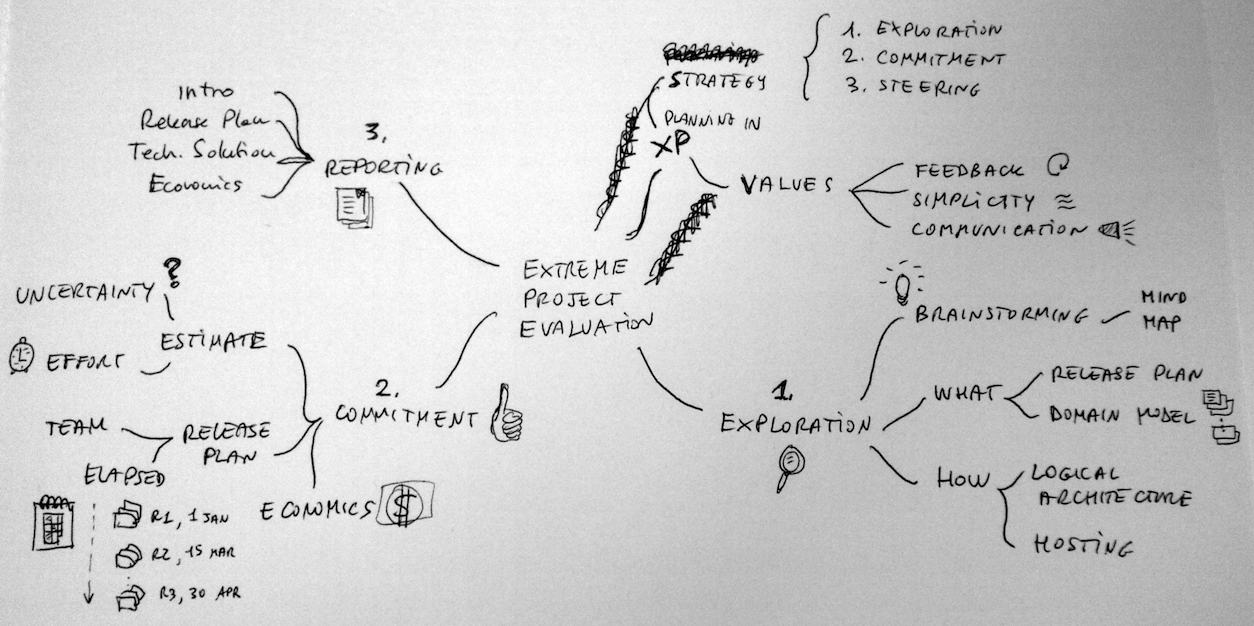 STRATEGY
1. EXPLORATION
2. COMMITMENT
3. STEERING
PLANNING IN
XP
VALUES
FEEDBACK
SIMPLICITY
COMMUNICATION
Intro
Release Plan
Tech. Solution
Economics
3.
REPORTING
EXTREME
PROJECT
EVALUATION
UNCERTAINTY ?
EFFORT
ESTIMATE
2.
COMMITMENT
TEAM
RELEASE
PLAN
ELAPSED
R1, 1 JAN
R2, 15 MAR
R3, 30 APR
ECONOMICS $
1.
EXPLORATION
BRAINSTORMING
MIND
MAP
WHAT
RELEASE PLAN
DOMAIN MODEL
HOW
LOGICAL
ARCHITECTURE
HOSTING